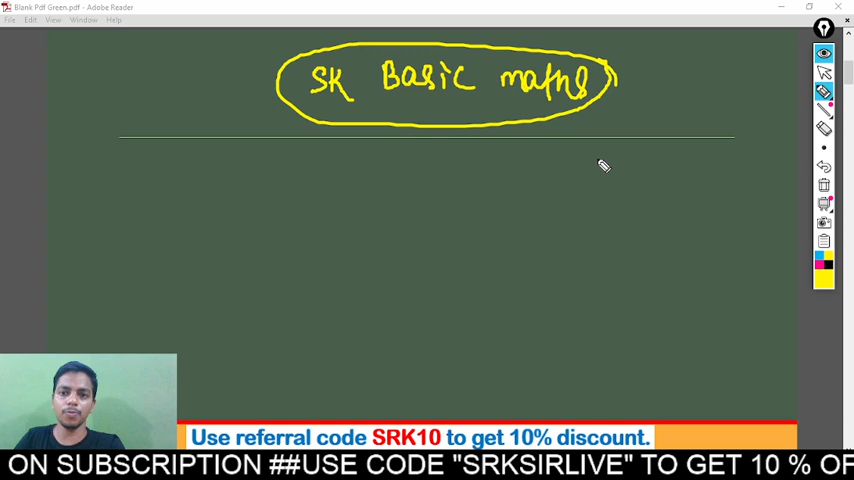 Blank Pdf Green.pdf - Adobe Reader
File Edit View Window Help
SK Basic maths
Use referral code SRK10 to get 10% discount.
ON SUBSCRIPTION ##USE CODE "SRKSIRLIVE" TO GET 10 % OF